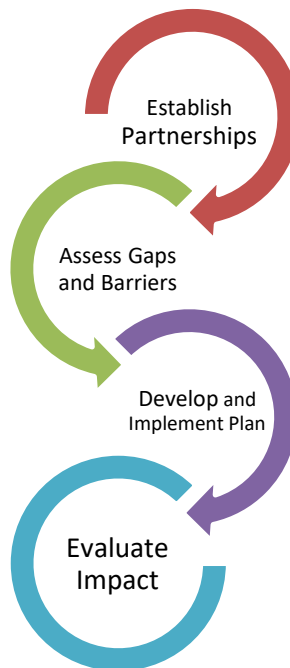 Establish
Partnerships
Assess Gaps
and Barriers
Develop and
Implement Plan
Evaluate
Impact